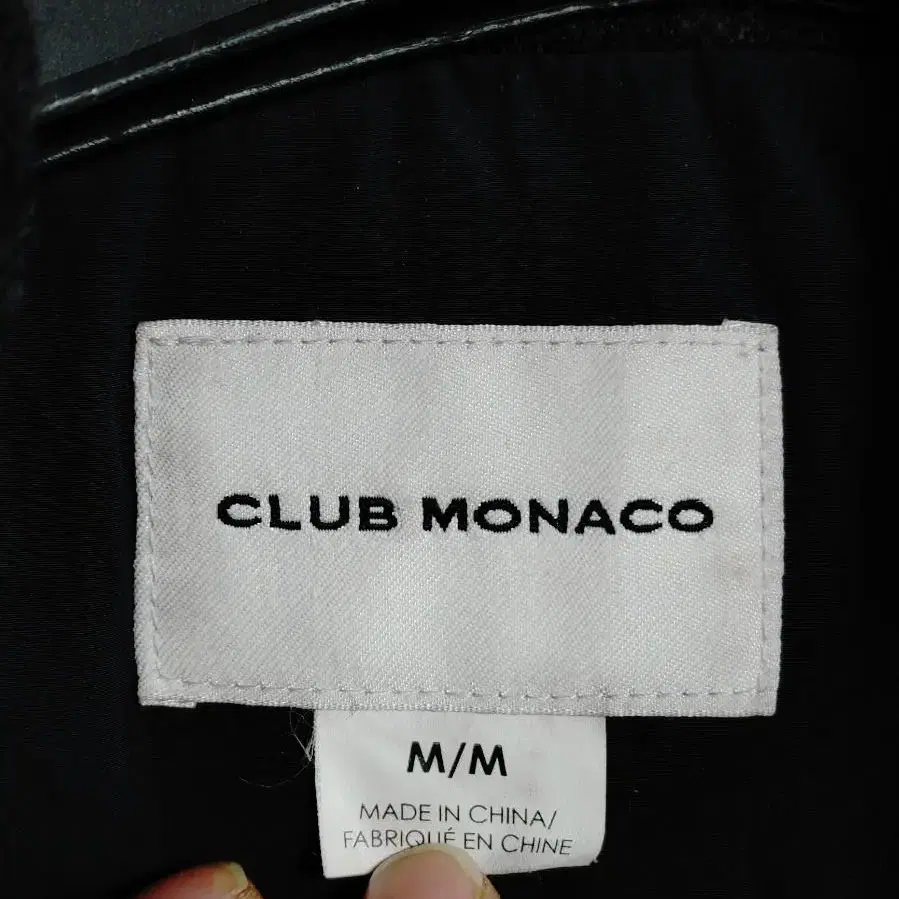 CLUB MONACO
M/M
MADE IN CHINA/
FABRIQUÉ EN CHINE